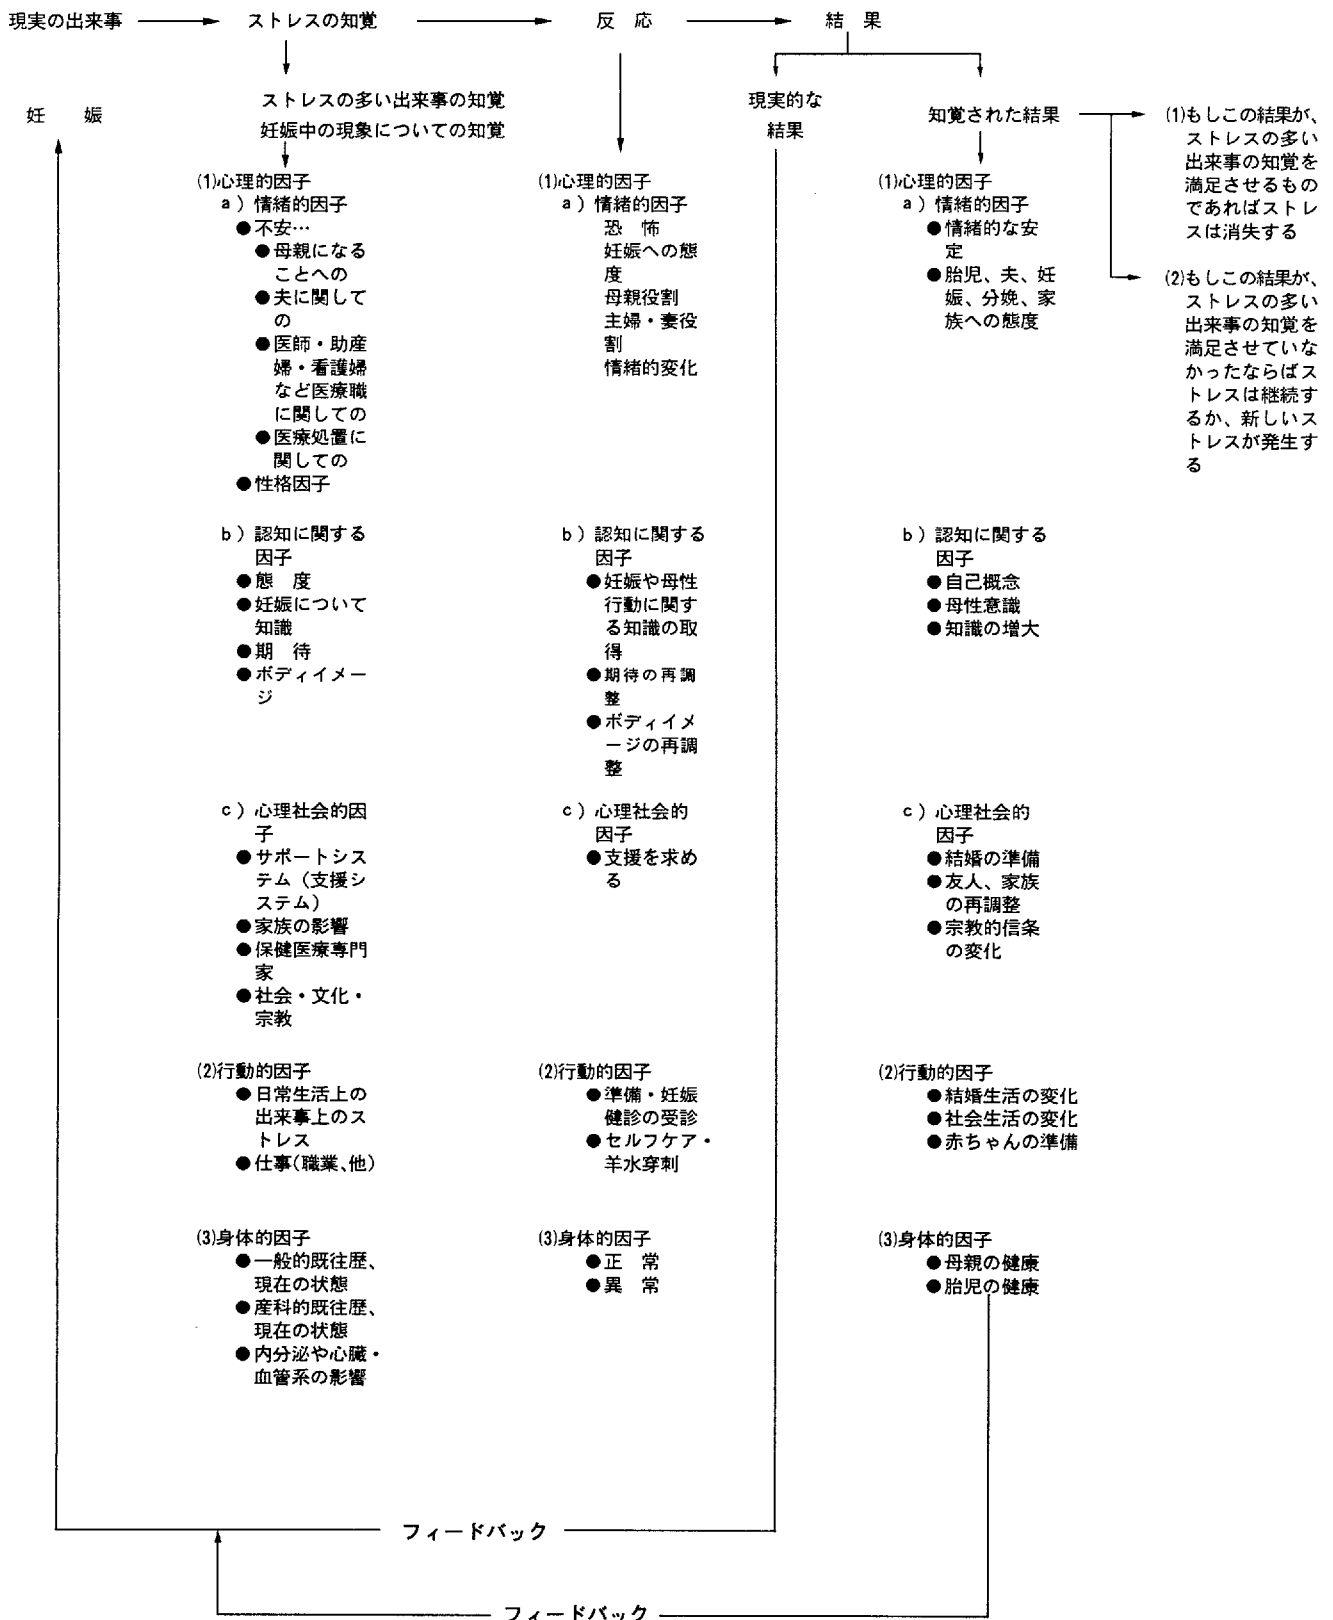 現実の出来事
ストレスの知覚
反 応
結 果
妊 娠
ストレスの多い出来事の知覚
妊娠中の現象についての知覚
(1)心理的因子
a)情緒的因子
●不安…
●母親になる
ことへの
●夫に関して
の
●医師・助産
婦・看護婦
など医療職
に関しての
●医療処置に
関しての
●性格因子
b)認知に関する
因子
●態 度
●妊娠について
知識
●期 待
●ボディイメー
ジ
c)心理社会的因
子
●サポートシス
テム(支援シ
ステム)
●家族の影響
●保健医療専門
家
●社会・文化・
宗教
(2)行動的因子
●日常生活上の
出来事上のス
トレス
●仕事(職業、他)
(3)身体的因子
●一般的既往歴、
現在の状態
●産科的既往歴、
現在の状態
●内分泌や心臓・
血管系の影響
(1)心理的因子
a)情緒的因子
恐 怖
妊娠への態
度
母親役割
主婦・妻役
割
情緒的変化
b)認知に関する
因子
●妊娠や母性
行動に関す
る知識の取
得
●期待の再調
整
●ボディイメ
ージの再調
整
c)心理社会的
因子
●支援を求め
る
(2)行動的因子
●準備・妊娠
健診の受診
●セルフケア・
羊水穿刺
(3)身体的因子
●正 常
●異 常
現実的な
結果
知覚された結果
(1)心理的因子
a)情緒的因子
●情緒的な安
定
●胎児、夫、妊
娠、分娩、家
族への態度
b)認知に関する
因子
●自己概念
●母性意識
●知識の増大
c)心理社会的
因子
●結婚の準備
●友人、家族
の再調整
●宗教的信条
の変化
(2)行動的因子
●結婚生活の変化
●社会生活の変化
●赤ちゃんの準備
(3)身体的因子
●母親の健康
●胎児の健康
(1)もしこの結果が、
ストレスの多い
出来事の知覚を
満足させるもの
であればストレ
スは消失する
(2)もしこの結果が、
ストレスの多い
出来事の知覚を
満足させていな
かったならばス
トレスは継続す
るか、新しいス
トレスが発生す
る
フィードバック
フィードバック